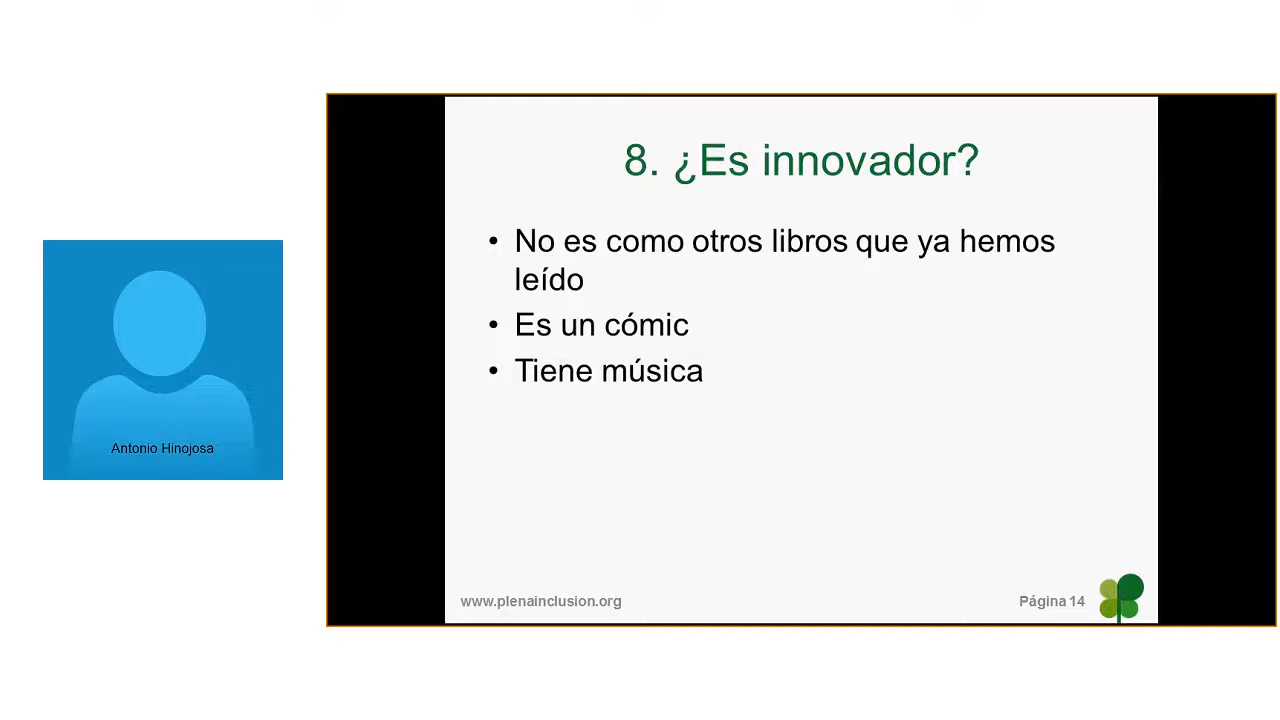 8. ¿Es innovador?
• No es como otros libros que ya hemos
leído
• Es un cómic
• Tiene música
Antonio Hinojosa
www.plenainclusion.org
Página 14